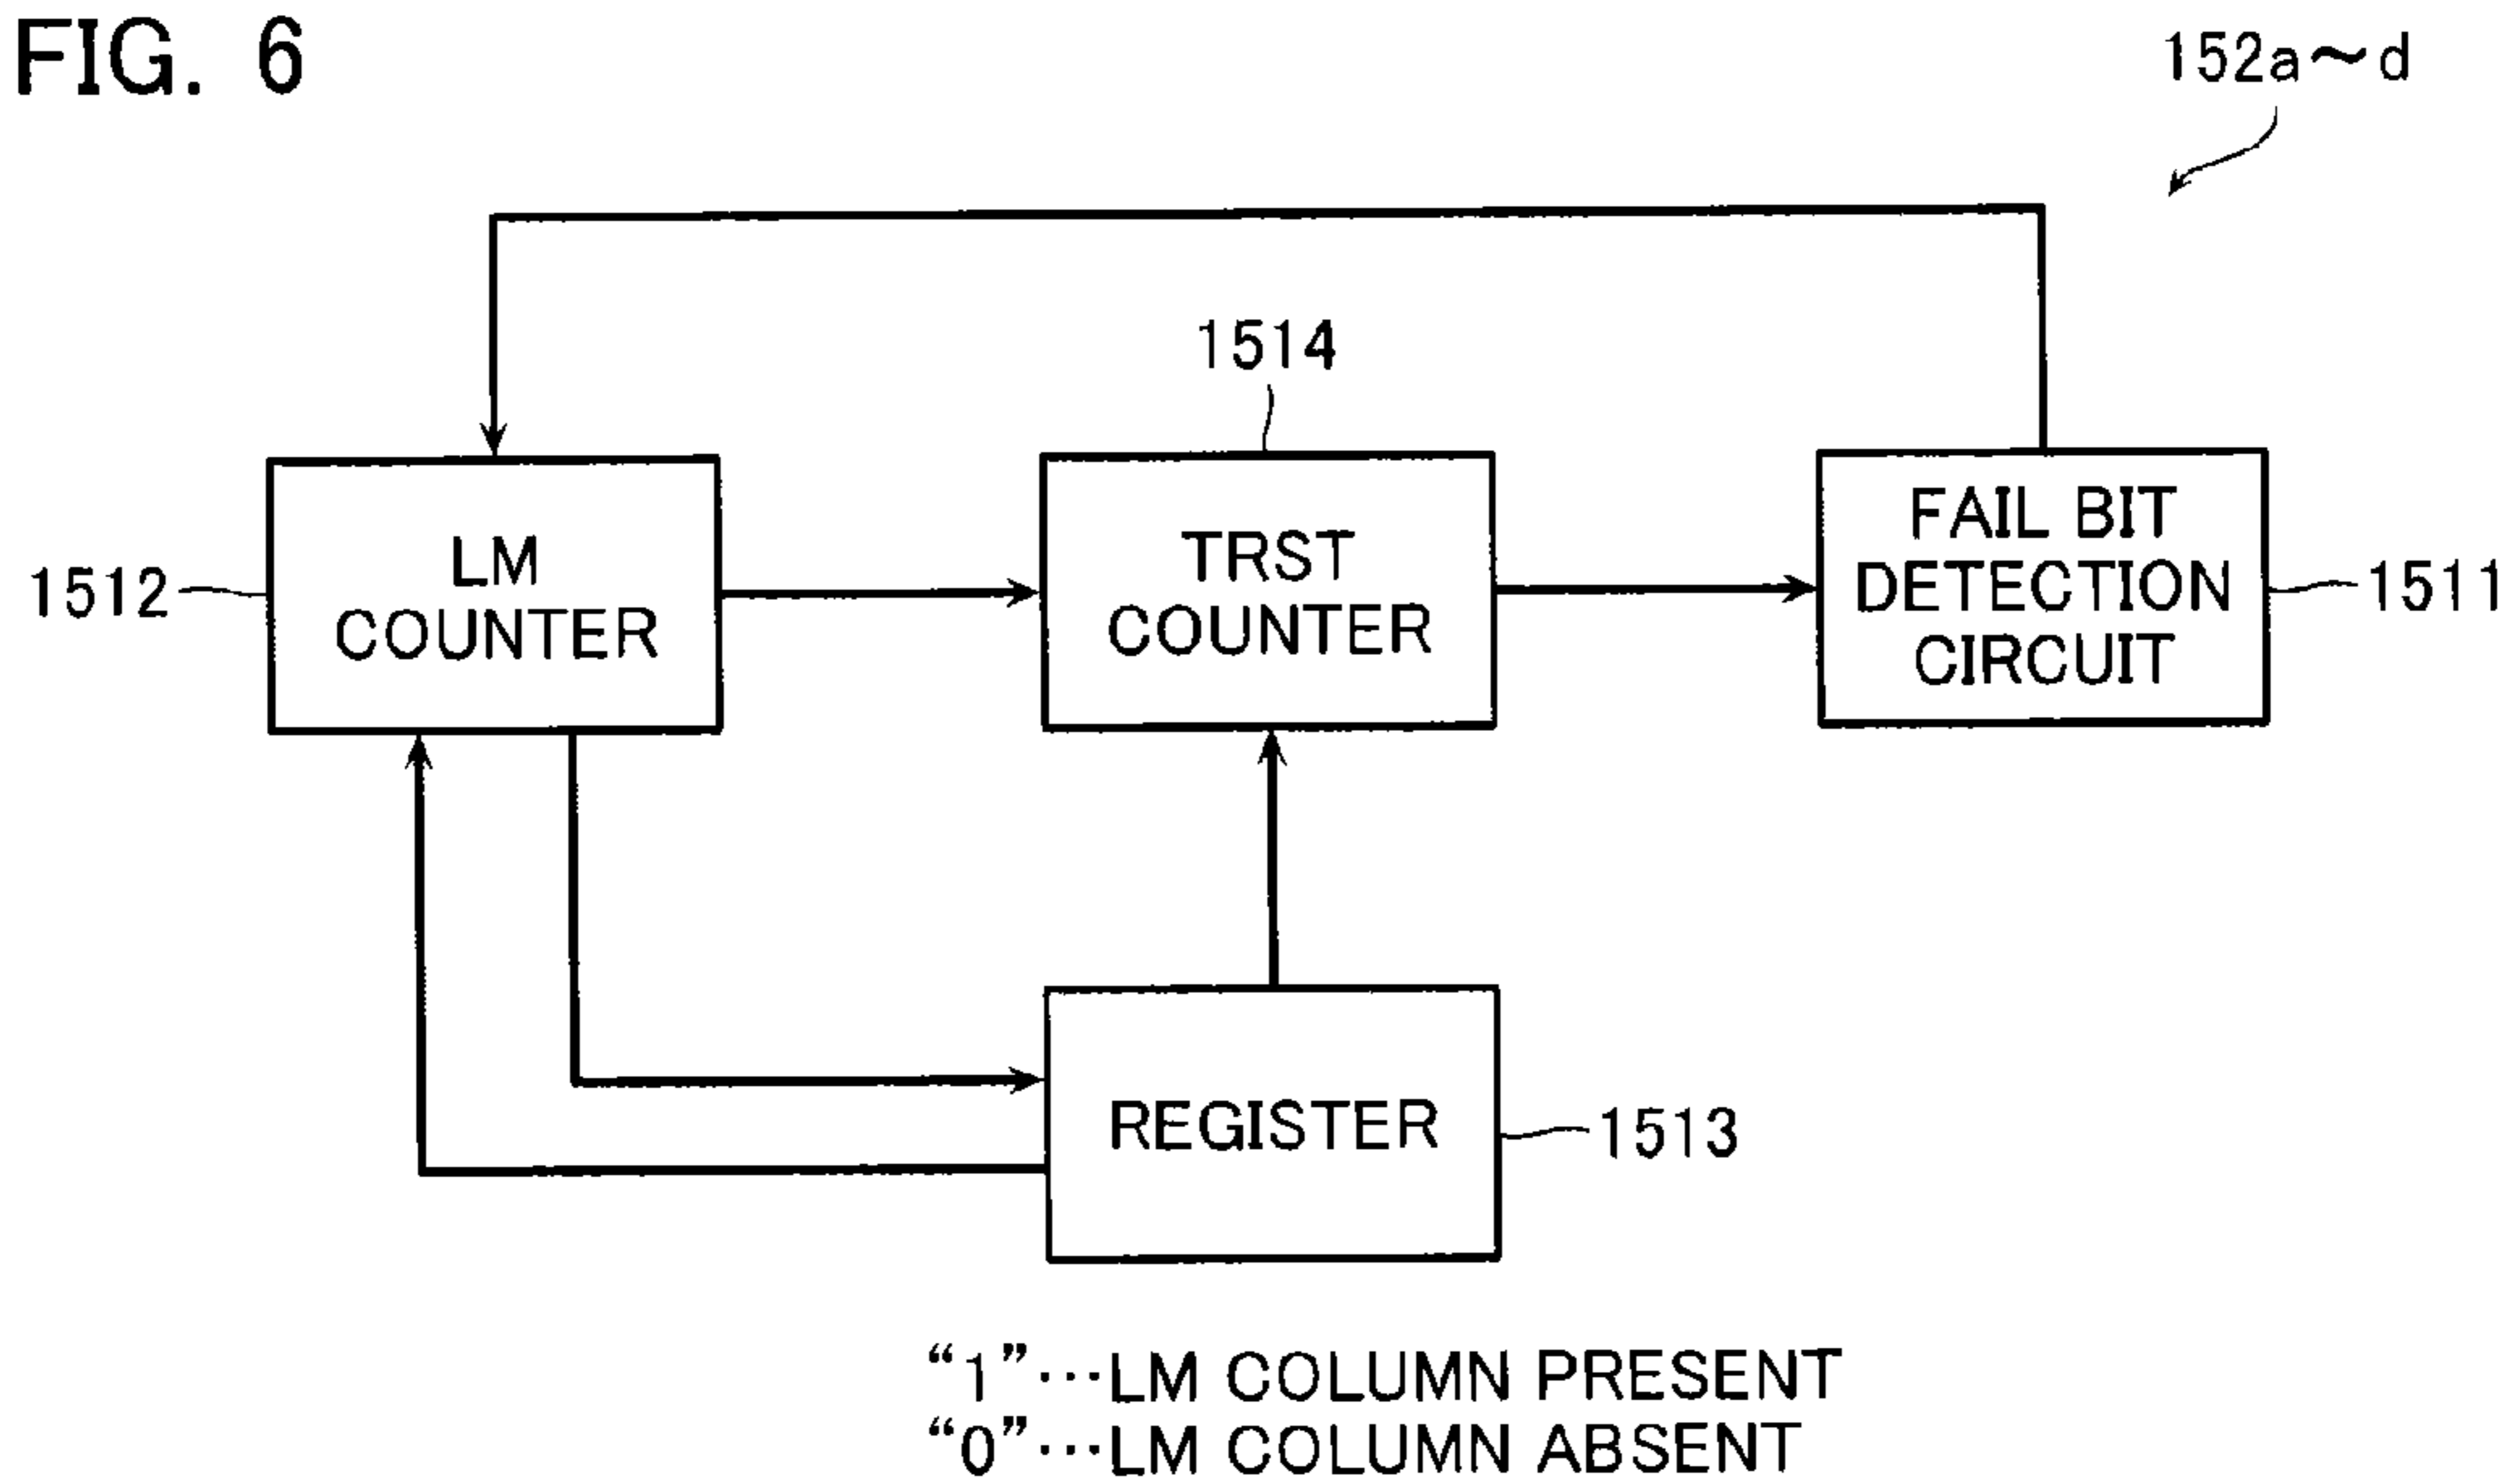 FIG. 6
152a~d
1514
LM
COUNTER
1512
TRST
COUNTER
FAIL BIT
DETECTION
CIRCUIT
1511
REGISTER
1513
“1”···LM COLUMN PRESENT
“0”···LM COLUMN ABSENT